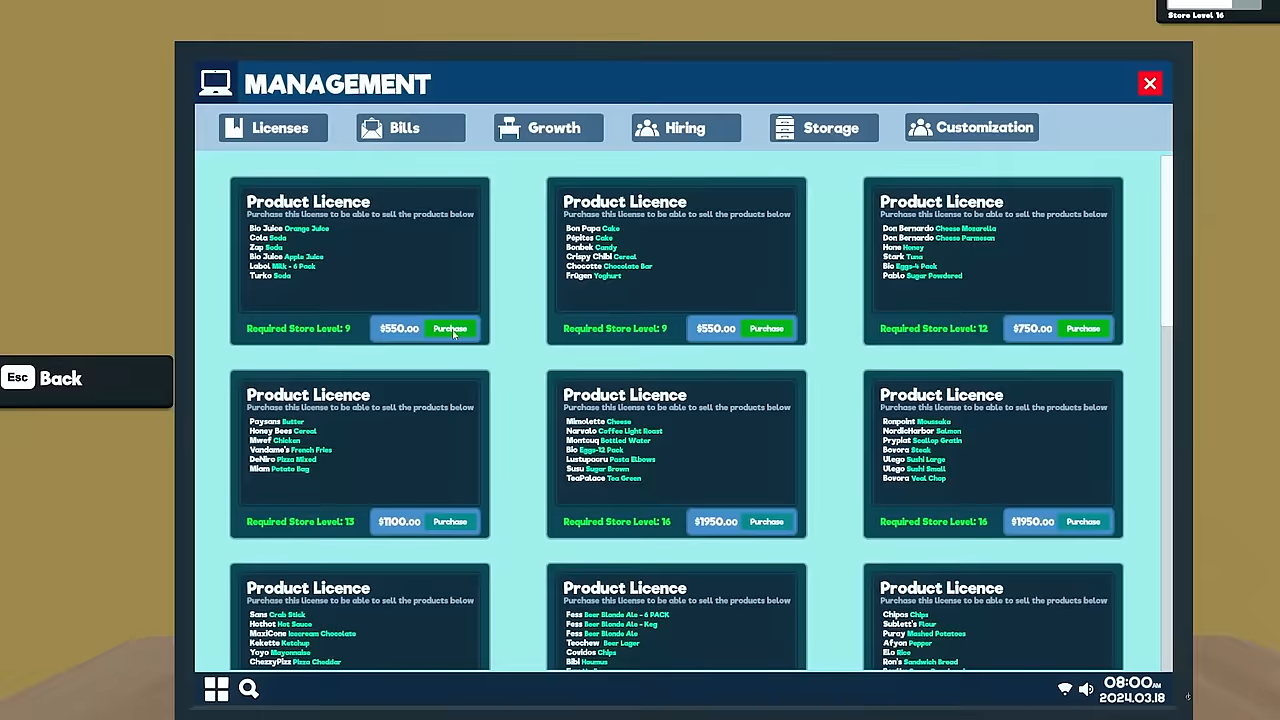 Store Level 16
MANAGEMENT
Licenses
Bills
Growth
Hiring
Storage
Customization
Product Licence
Purchase this license to be able to sell the products below
Bio Juice Orange Juice
Cola Soda
Zap Soda
Bio Juice Apple Juice
Labol Milk - 6 Pack
Turko Soda
Required Store Level: 9
$550.00
Purchase
Product Licence
Purchase this license to be able to sell the products below
Bon Papa Cake
Pépites Cake
Bonbek Candy
Crispy Chibi Cereal
Chocotte Chocolate Bar
Frügen Yoghurt
Required Store Level: 9
$550.00
Purchase
Product Licence
Purchase this license to be able to sell the products below
Don Bernardo Cheese Mozarella
Don Bernardo Cheese Parmesan
Hone Honey
Stark Tuna
Bio Eggs-4 Pack
Pablo Sugar Powdered
Required Store Level: 12
$750.00
Purchase
Esc Back
Product Licence
Purchase this license to be able to sell the products below
Paysans Butter
Honey Bees Cereal
Mwef Chicken
Vandame's French Fries
DeNiro Pizza Mixed
Miam Potato Bag
Required Store Level: 13
$1100.00
Purchase
Product Licence
Purchase this license to be able to sell the products below
Mimolette Cheese
Narvalo Coffee Light Roast
Montcuq Bottled Water
Bio Eggs-12 Pack
Lustupacru Pasta Elbows
Susu Sugar Brown
TeaPalace Tea Green
Required Store Level: 16
$1950.00
Purchase
Product Licence
Purchase this license to be able to sell the products below
Ronpoint Moussaka
NordicHarbor Salmon
Prypiat Scallop Gratin
Bovora Steak
Ulego Sushi Large
Ulego Sushi Small
Bovora Veal Chop
Required Store Level: 16
$1950.00
Purchase
Product Licence
Purchase this license to be able to sell the products below
Sans Crab Stick
Hothot Hot Sauce
MaxiCone Icecream Chocolate
Kekette Ketchup
Yoyo Mayonnaise
ChezzyPizz Pizza Cheddar
Product Licence
Purchase this license to be able to sell the products below
Fess Beer Blonde Ale - 6 PACK
Fess Beer Blonde Ale - Keg
Fess Beer Blonde Ale
Teechew Beer Lager
Covidos Chips
Bibi Houmus
Product Licence
Purchase this license to be able to sell the products below
Chipos Chips
Sublett's Flour
Puray Mashed Potatoes
Afyon Pepper
Elo Rice
Ron's Sandwich Bread
08:00AM
2024.03.18